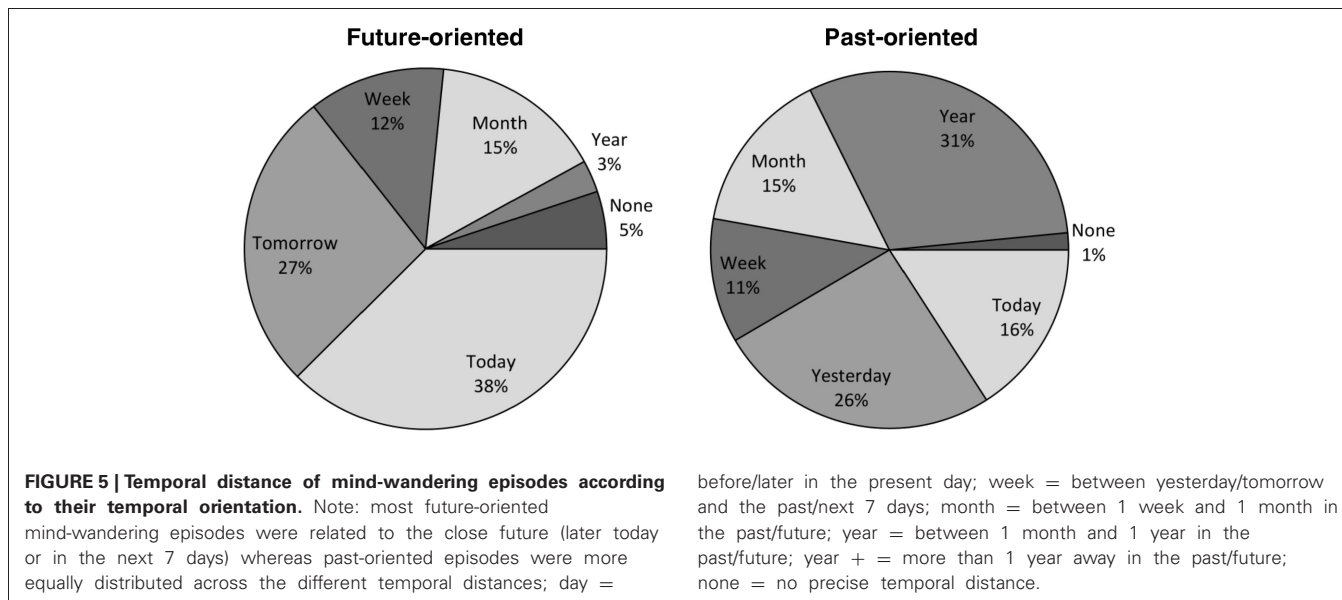 Future-oriented
Week
12%
Month
15%
Year
3%
None
5%
Tomorrow
27%
Today
38%
Past-oriented
Year
31%
Month
15%
None
1%
Week
11%
Today
16%
Yesterday
26%
FIGURE 5 | Temporal distance of mind-wandering episodes according
to their temporal orientation. Note: most future-oriented
mind-wandering episodes were related to the close future (later today
or in the next 7 days) whereas past-oriented episodes were more
equally distributed across the different temporal distances; day =
before/later in the present day; week = between yesterday/tomorrow
and the past/next 7 days; month = between 1 week and 1 month in
the past/future; year = between 1 month and 1 year in the
past/future; year + = more than 1 year away in the past/future;
none = no precise temporal distance.